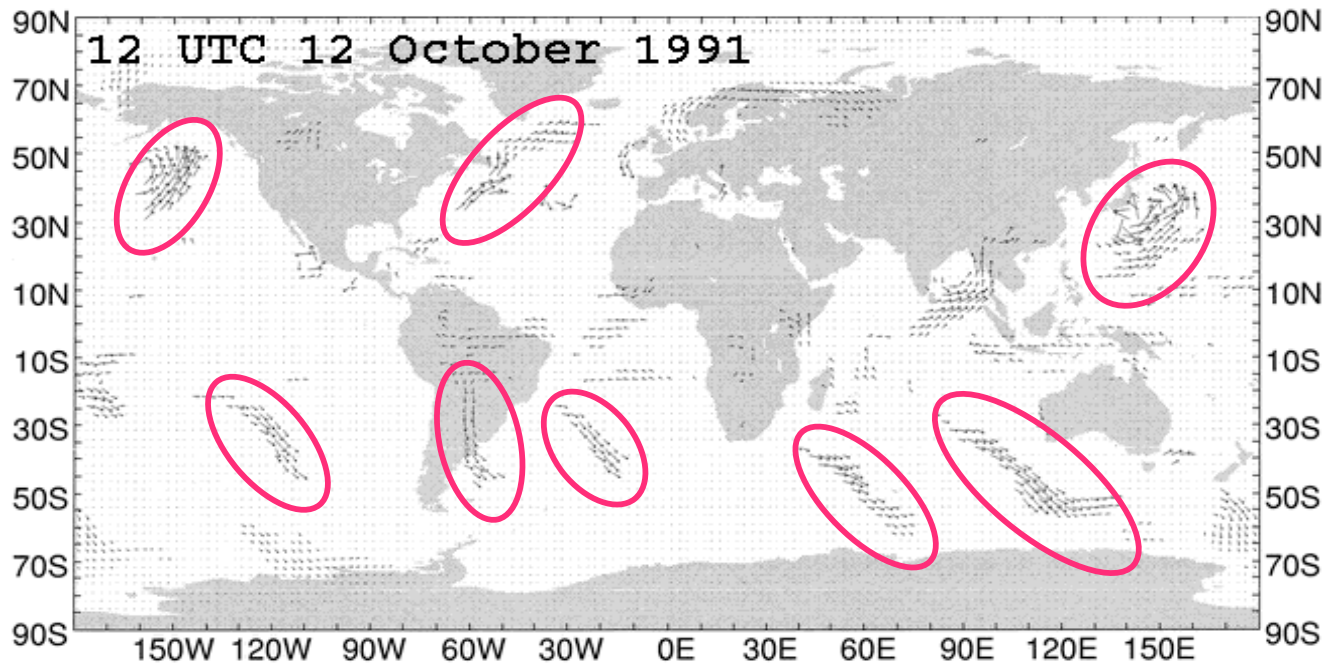 90N 90N
12 UTC 12 October 1991
70N 70N
50N 50N
30N 30N
10N 10N
10S 10S
30S 30S
50S 50S
70S 70S
90S 90S
150W 120W 90W 60W 30W 0E 30E 60E 90E 120E 150E